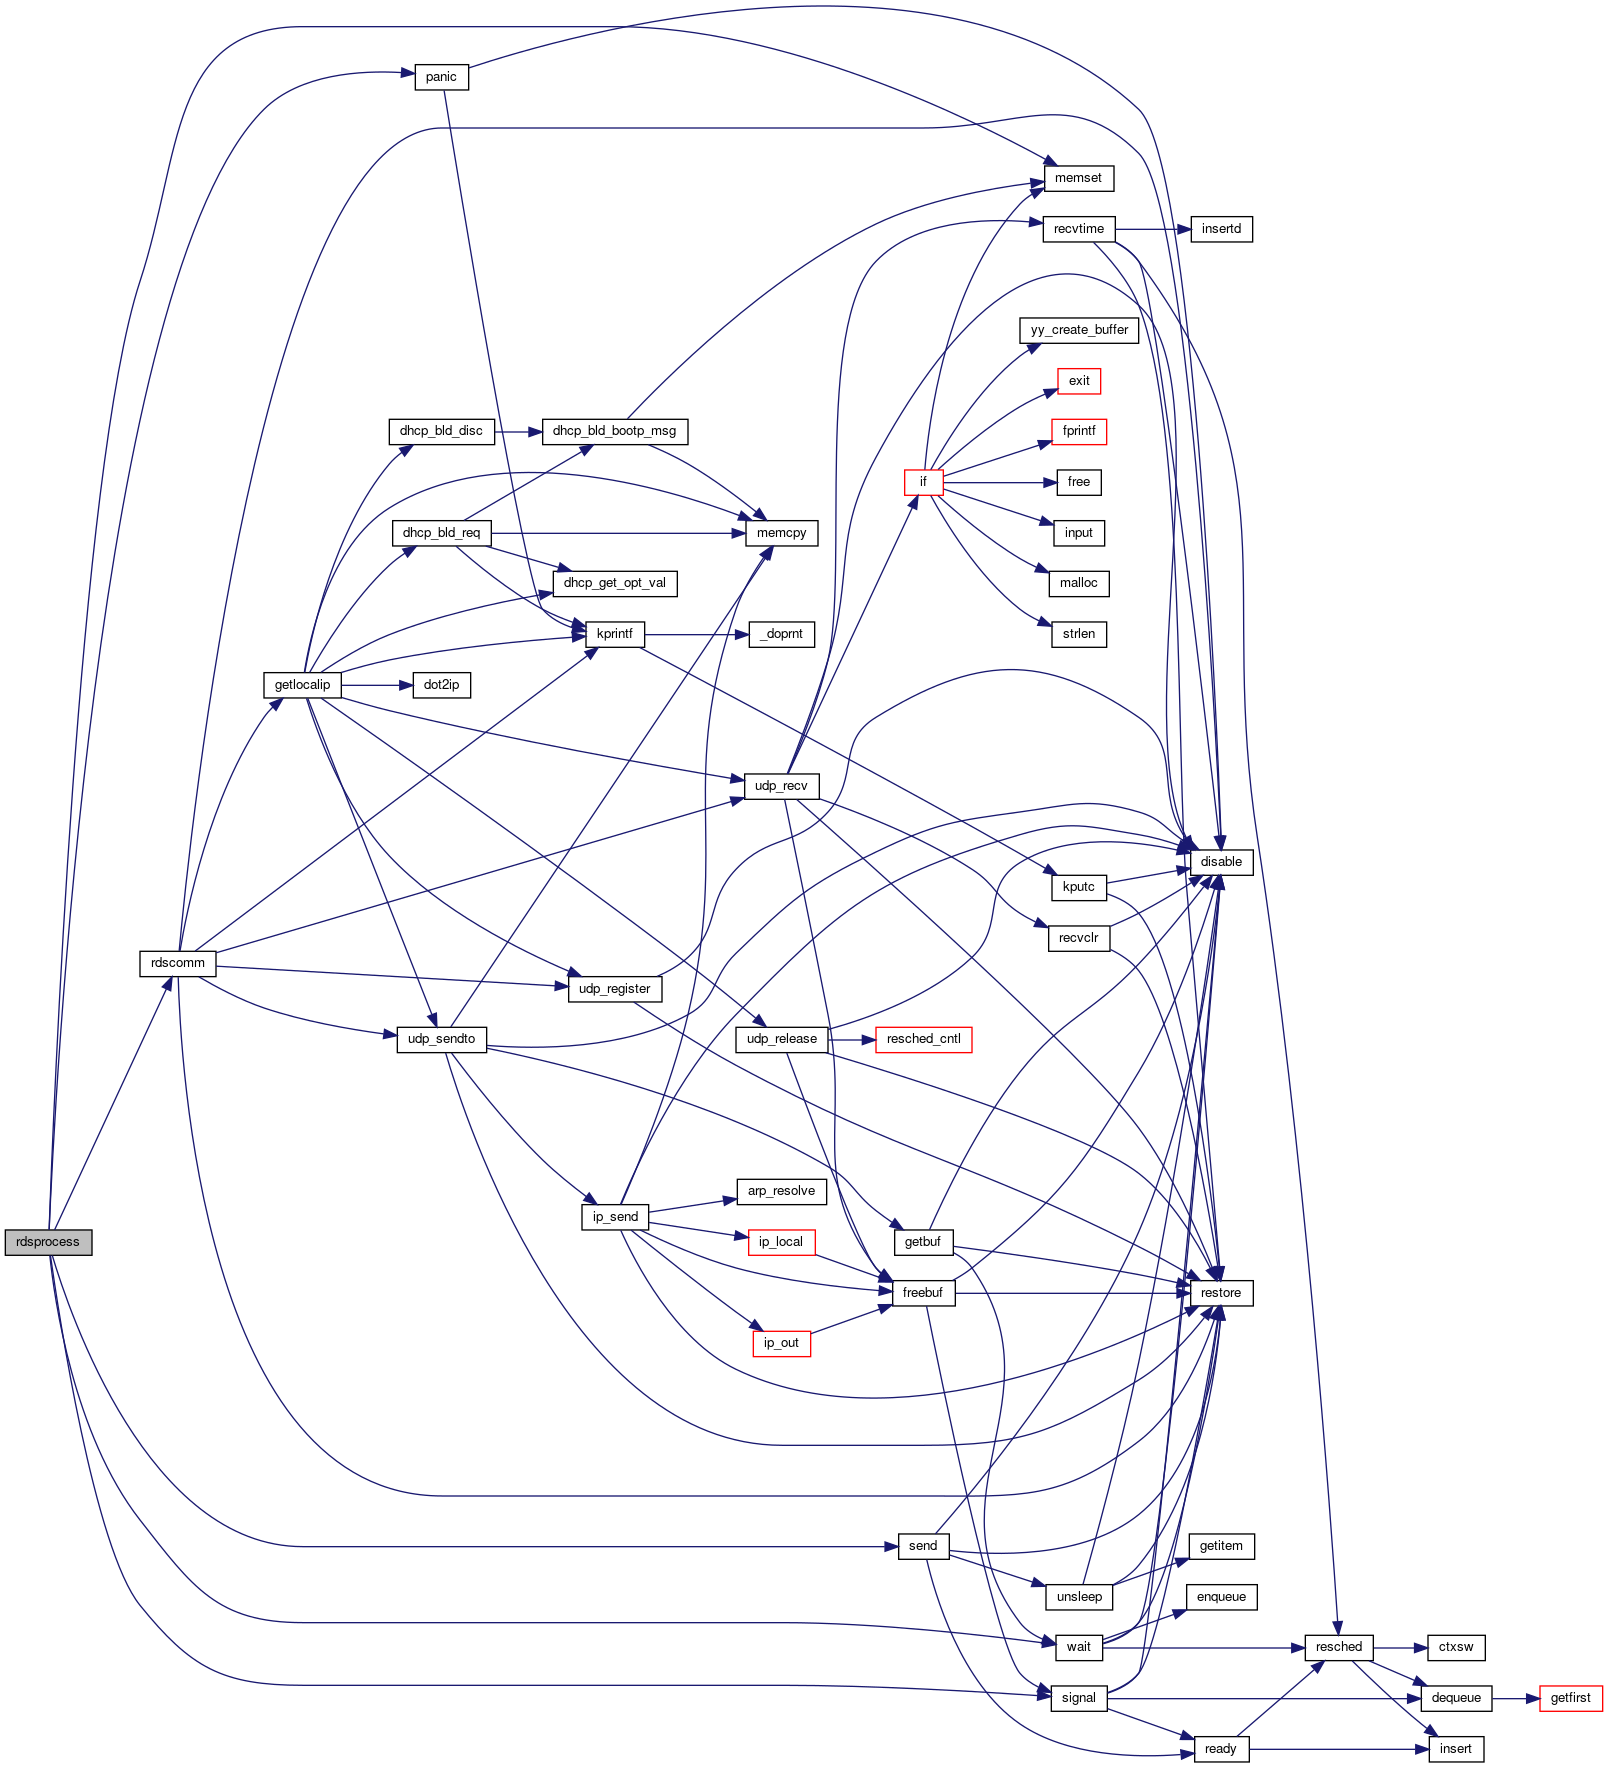 panic
memset
recvtime
insertd
yy_create_buffer
exit
fprintf
dhcp_bld_disc
dhcp_bld_bootp_msg
if
free
dhcp_bld_req
memcpy
input
dhcp_get_opt_val
malloc
kprintf
_doprnt
strlen
getlocalip
dot2ip
udp_recv
disable
kputc
recvclr
rdscomm
udp_register
udp_sendto
udp_release
resched_cntl
arp_resolve
ip_send
rdsprocess
ip_local
getbuf
freebuf
restore
ip_out
send
getitem
unsleep
enqueue
wait
resched
ctxsw
signal
dequeue
getfirst
ready
insert